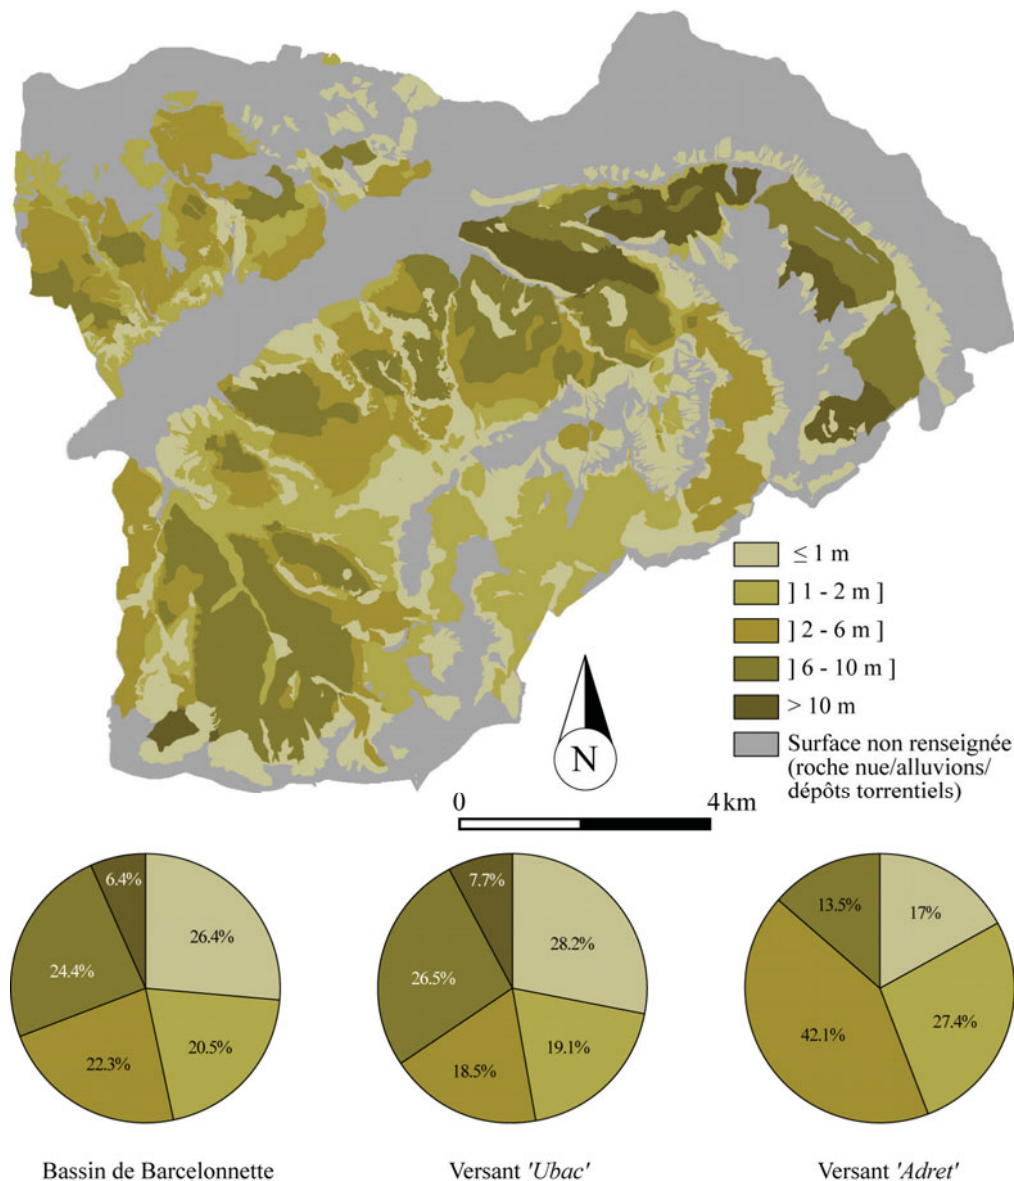 ≤ 1 m
] 1 - 2 m ]
] 2 - 6 m ]
] 6 - 10 m ]
> 10 m
Surface non renseignée
(roche nue/alluvions/
dépôts torrentiels)
N
0 4 km
6.4% 26.4% 24.4% 20.5% 22.3%
7.7% 28.2% 26.5% 19.1% 18.5%
13.5% 17% 42.1% 27.4%
Bassin de Barcelonnette
Versant 'Ubac'
Versant 'Adret'